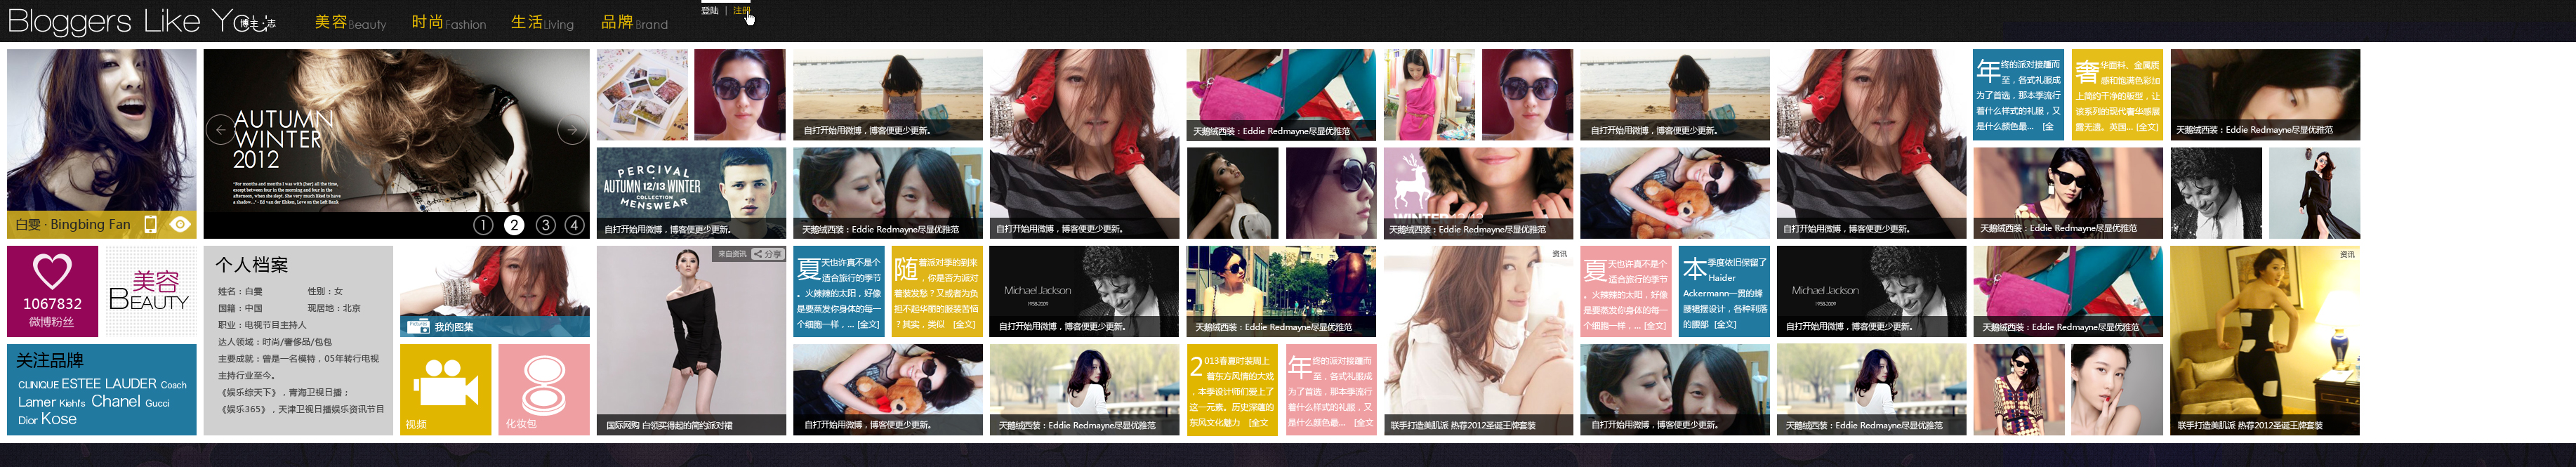 Bloggers Like You
博主·志
美容Beauty
时尚Fashion
生活Living
品牌Brand
登陆 | 注册
白雯·Bingbing Fan
AUTUMN
WINTER
2012
1 2 3 4
PERCIVAL
AUTUMN 12/13 WINTER
COLLECTION
MENSWEAR
自打开始用微博，博客便更少更新。
自打开始用微博，博客便更少更新。
天鹅绒西装：Eddie Redmayne尽显优雅范
自打开始用微博，博客便更少更新。
天鹅绒西装：Eddie Redmayne尽显优雅范
天鹅绒西装：Eddie Redmayne尽显优雅范
自打开始用微博，博客便更少更新。
自打开始用微博，博客便更少更新。
年终的派对接踵而
至，各式礼服成
为了首选，那本季流行
着什么样式的礼服，又
是什么颜色最... [全
奢华面料、金属质
感和饱满色彩加
上简约干净的版型，让
该系列的现代奢华感展
露无遗。英国... [全文]
天鹅绒西装：Eddie Redmayne尽显优雅范
天鹅绒西装：Eddie Redmayne尽显优雅范
1067832
微博粉丝
美容
BEAUTY
关注品牌
CLINIQUE ESTEE LAUDER Coach
Lamer Kiehl's Chanel Gucci
Dior Kose
个人档案
姓名：白雯 性别：女
国籍：中国 现居地：北京
职业：电视节目主持人
达人领域：时尚/奢侈品/包包
主要成就：曾是一名模特，05年转行电视
主持行业至今。
《娱乐综天下》，青海卫视日播；
《娱乐365》，天津卫视日播娱乐资讯节目
我的图集
视频
化妆包
来自资讯 分享
国际网购 白领买得起的简约派对裙
夏天也许真不是个
适合旅行的季节
。火辣辣的太阳，好像
是要蒸发你身体的每一
个细胞一样，... [全文]
随着派对季的到来
，你是否为派对
着装发愁？又或者为负
担不起华丽的服装苦恼
？其实，类似 [全文]
自打开始用微博，博客便更少更新。
Michael Jackson
1958-2009
自打开始用微博，博客便更少更新。
天鹅绒西装：Eddie Redmayne尽显优雅范
天鹅绒西装：Eddie Redmayne尽显优雅范
2013春夏时装周上
着东方风情的大戏
，本季设计师们爱上了
这一元素。历史深蕴的
东风文化魅力 [全文
年终的派对接踵而
至，各式礼服成
为了首选，那本季流行
着什么样式的礼服，又
是什么颜色最... [全文
资讯
联手打造美肌派 热荐2012圣诞王牌套装
夏天也许真不是个
适合旅行的季节
。火辣辣的太阳，好像
是要蒸发你身体的每一
个细胞一样，... [全文]
本季度依旧保留了
Haider
Ackermann一贯的蜂
腰裙摆设计，各种利落
的腰部 [全文]
自打开始用微博，博客便更少更新。
Michael Jackson
1958-2009
自打开始用微博，博客便更少更新。
天鹅绒西装：Eddie Redmayne尽显优雅范
天鹅绒西装：Eddie Redmayne尽显优雅范
资讯
联手打造美肌派 热荐2012圣诞王牌套装